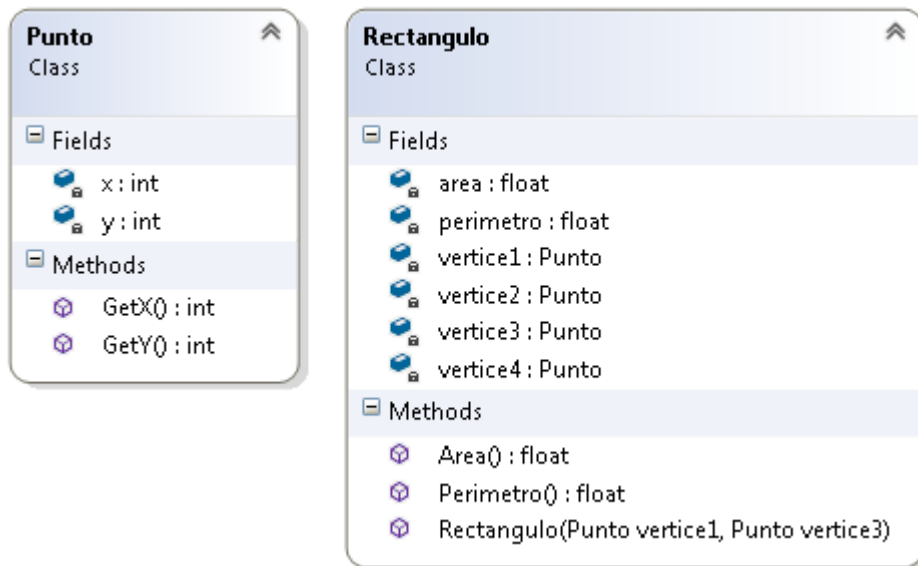 Punto
Class
Fields
x : int
y : int
Methods
GetX() : int
GetY() : int
Rectangulo
Class
Fields
area : float
perimetro : float
vertice1 : Punto
vertice2 : Punto
vertice3 : Punto
vertice4 : Punto
Methods
Area() : float
Perimetro() : float
Rectangulo(Punto vertice1, Punto vertice3)